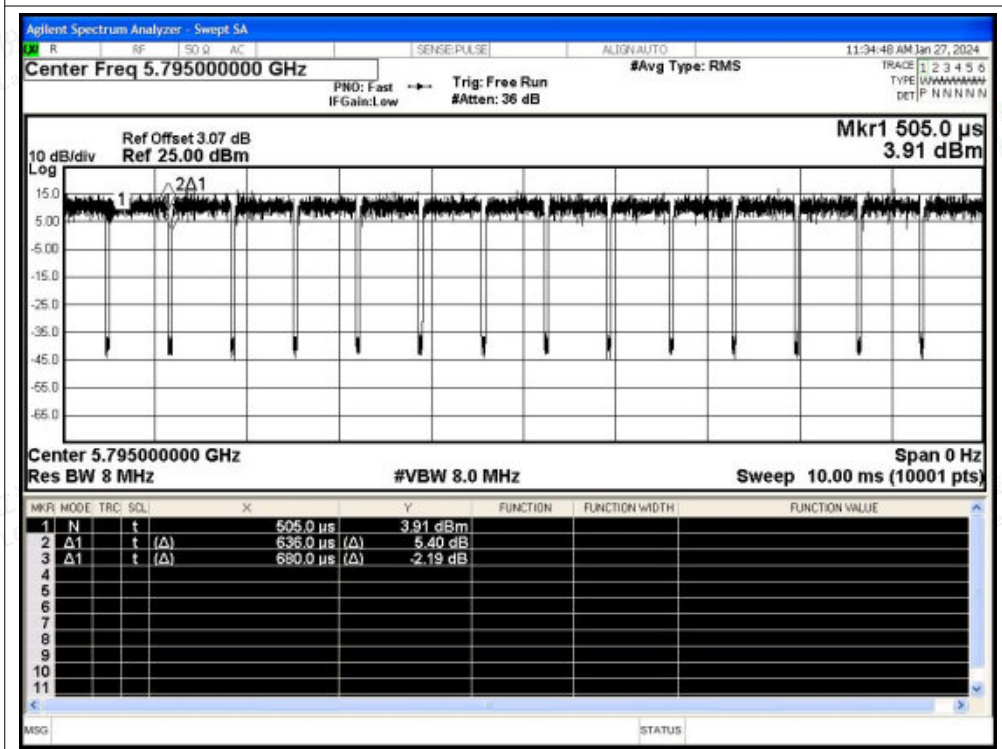 Agilent Spectrum Analyzer - Swept SA
R RF 50 Ω AC SENSE:PULSE ALIGN AUTO 11:34:48 AM Jan 27, 2024
Center Freq 5.795000000 GHz #Avg Type: RMS TRACE 1 2 3 4 5 6
PNO: Fast Trig: Free Run TYPE
IFGain:Low #Atten: 36 dB DET P N N N N N
Mkr1 505.0 µs
3.91 dBm
Ref Offset 3.07 dB
10 dB/div Ref 25.00 dBm
Log
15.0
5.00
-5.00
-15.0
-25.0
-35.0
-45.0
-55.0
-65.0
1 2Δ1
Center 5.795000000 GHz Span 0 Hz
Res BW 8 MHz #VBW 8.0 MHz Sweep 10.00 ms (10001 pts)
MKR MODE TRC SCL X Y FUNCTION FUNCTION WIDTH FUNCTION VALUE
1 N t 505.0 µs 3.91 dBm
2 Δ1 t (Δ) 636.0 µs (Δ) 5.40 dB
3 Δ1 t (Δ) 680.0 µs (Δ) -2.19 dB
4
5
6
7
8
9
10
11
MSG STATUS